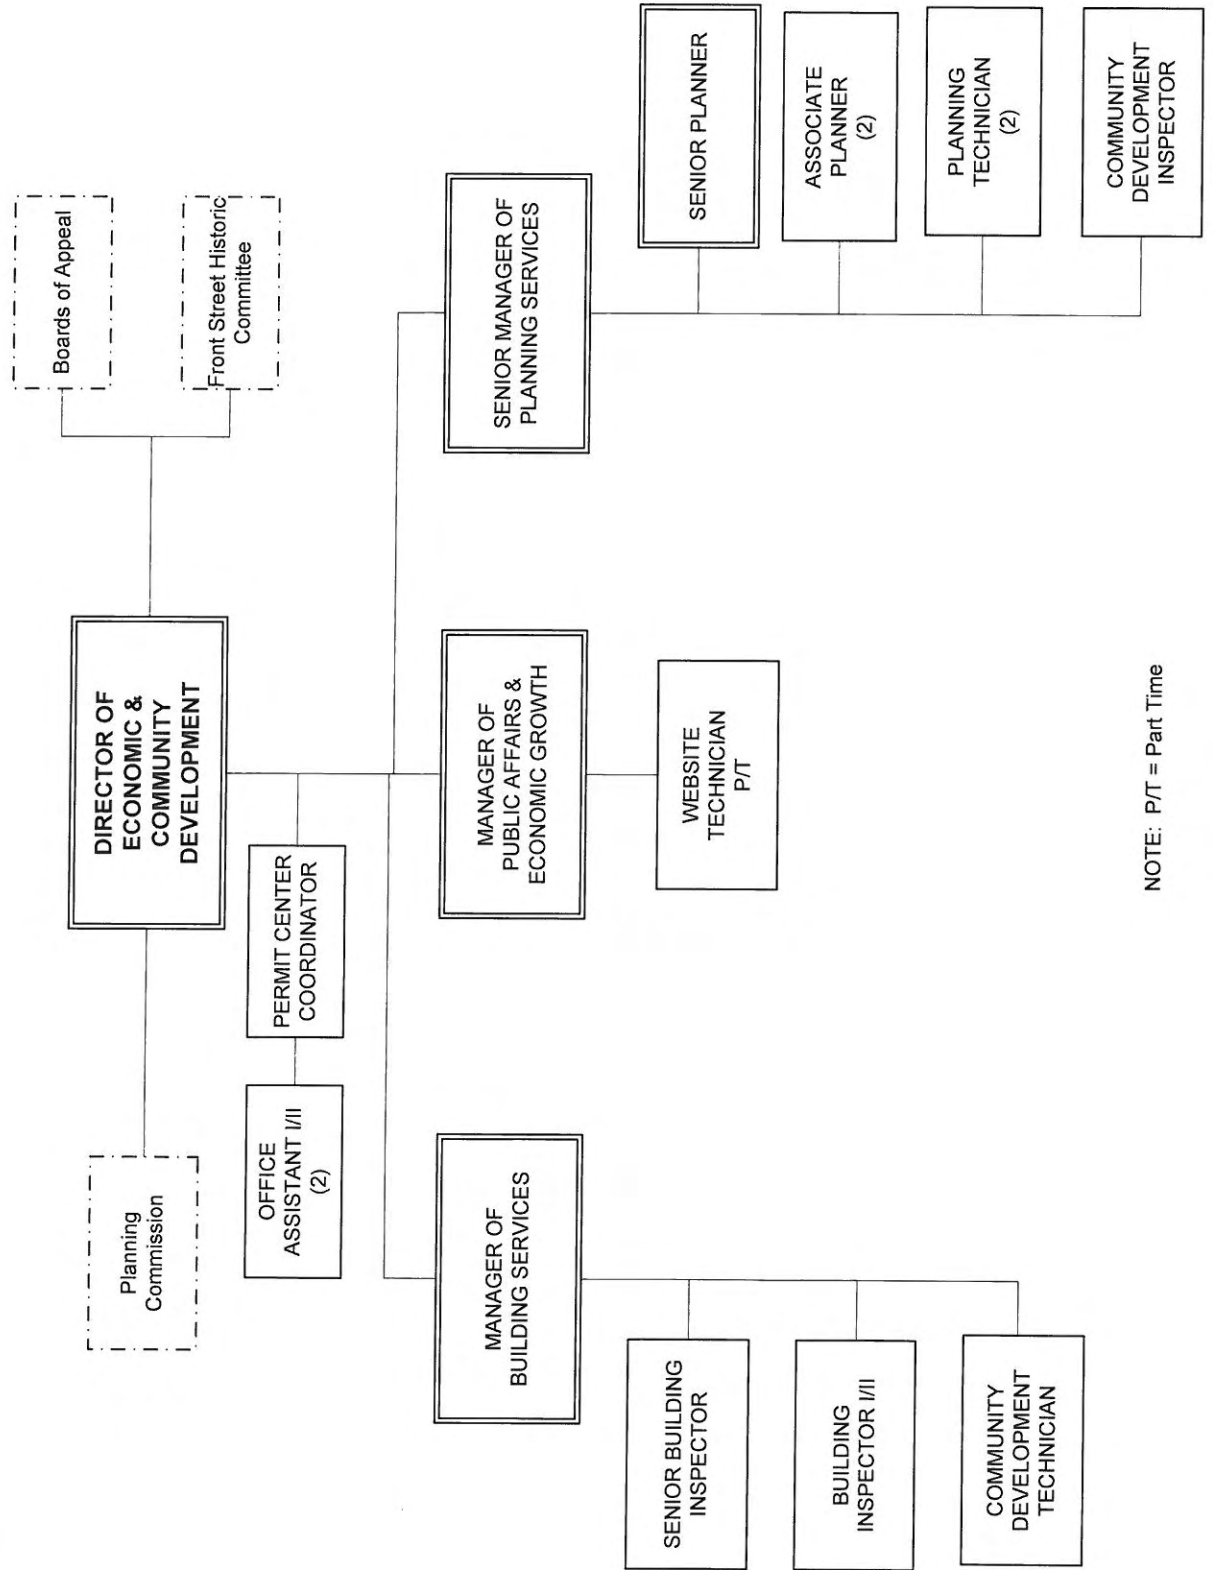 DIRECTOR OF
ECONOMIC &
COMMUNITY
DEVELOPMENT
Planning
Commission
Boards of Appeal
Front Street Historic
Committee
OFFICE
ASSISTANT I/II
(2)
PERMIT CENTER
COORDINATOR
MANAGER OF
BUILDING SERVICES
MANAGER OF
PUBLIC AFFAIRS &
ECONOMIC GROWTH
SENIOR MANAGER OF
PLANNING SERVICES
SENIOR BUILDING
INSPECTOR
BUILDING
INSPECTOR I/II
COMMUNITY
DEVELOPMENT
TECHNICIAN
WEBSITE
TECHNICIAN
P/T
SENIOR PLANNER
ASSOCIATE
PLANNER
(2)
PLANNING
TECHNICIAN
(2)
COMMUNITY
DEVELOPMENT
INSPECTOR
NOTE: P/T = Part Time